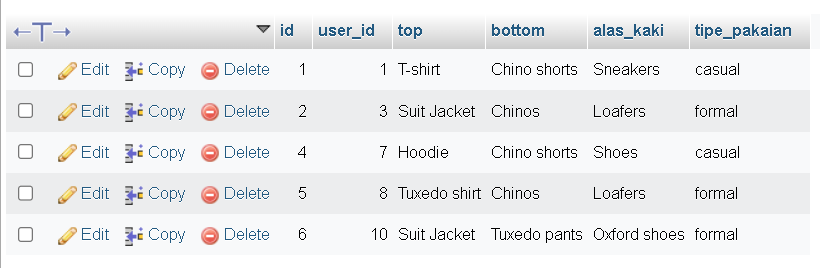 id user_id top bottom alas_kaki tipe_pakaian
Edit Copy Delete 1 1 T-shirt Chino shorts Sneakers casual
Edit Copy Delete 2 3 Suit Jacket Chinos Loafers formal
Edit Copy Delete 4 7 Hoodie Chino shorts Shoes casual
Edit Copy Delete 5 8 Tuxedo shirt Chinos Loafers formal
Edit Copy Delete 6 10 Suit Jacket Tuxedo pants Oxford shoes formal